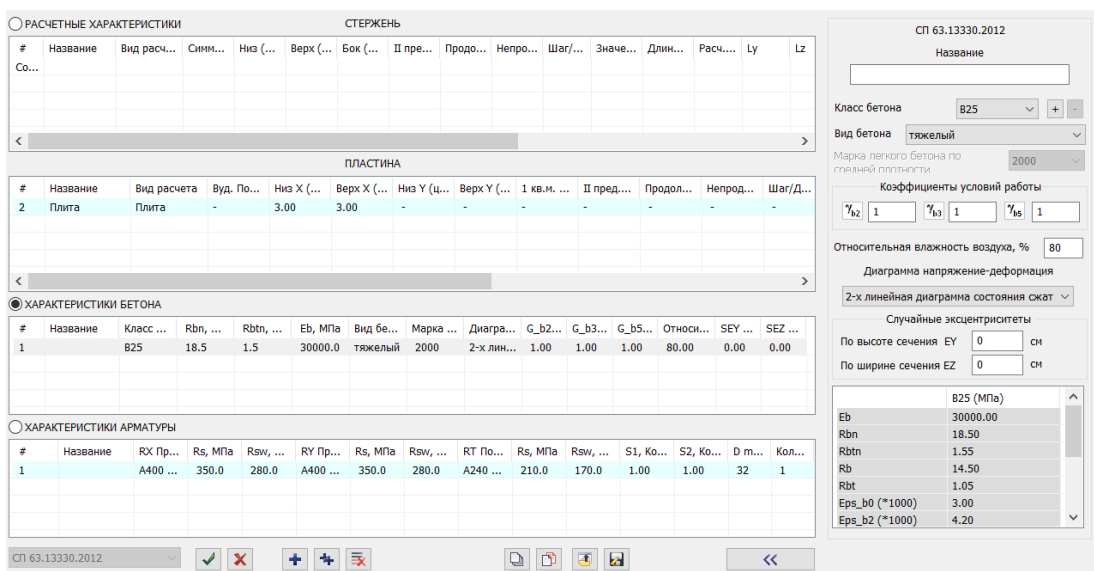 РАСЧЕТНЫЕ ХАРАКТЕРИСТИКИ СТЕРЖЕНЬ
# Название Вид расч... Симм... Низ (... Верх (... Бок (... II пре... Продо... Непро... Шаг/... Значе... Длин... Расч.... Ly Lz
Со...
ПЛАСТИНА
# Название Вид расчета Вуд. По... Низ X (... Верх X (... Низ Y (ц... Верх Y (... 1 кв.м. ... II пред.... Продол... Непрод... Шаг/Д...
2 Плита Плита - 3.00 3.00 - - - - - - -
ХАРАКТЕРИСТИКИ БЕТОНА
# Название Класс ... Rbn, ... Rbtn, ... Eb, МПа Вид бе... Марка ... Диагра... G_b2... G_b3... G_b5... Относи... SEY ... SEZ ...
1 B25 18.5 1.5 30000.0 тяжелый 2000 2-х лин... 1.00 1.00 1.00 80.00 0.00 0.00
ХАРАКТЕРИСТИКИ АРМАТУРЫ
# Название RX Пр... Rs, МПа Rsw, ... RY Пр... Rs, МПа Rsw, ... RT По... Rs, МПа Rsw, ... S1, Ко... S2, Ко... D m... Кол...
1 A400 ... 350.0 280.0 A400 ... 350.0 280.0 A240 ... 210.0 170.0 1.00 1.00 32 1
СП 63.13330.2012
СП 63.13330.2012
Название
Класс бетона B25 + -
Вид бетона тяжелый
Марка легкого бетона по
средней плотности 2000
Коэффициенты условий работы
γb2 1 γb3 1 γb5 1
Относительная влажность воздуха, % 80
Диаграмма напряжение-деформация
2-х линейная диаграмма состояния сжат
Случайные эксцентриситеты
По высоте сечения EY 0 см
По ширине сечения EZ 0 см
B25 (МПа)
Eb 30000.00
Rbn 18.50
Rbtn 1.55
Rb 14.50
Rbt 1.05
Eps_b0 (*1000) 3.00
Eps_b2 (*1000) 4.20